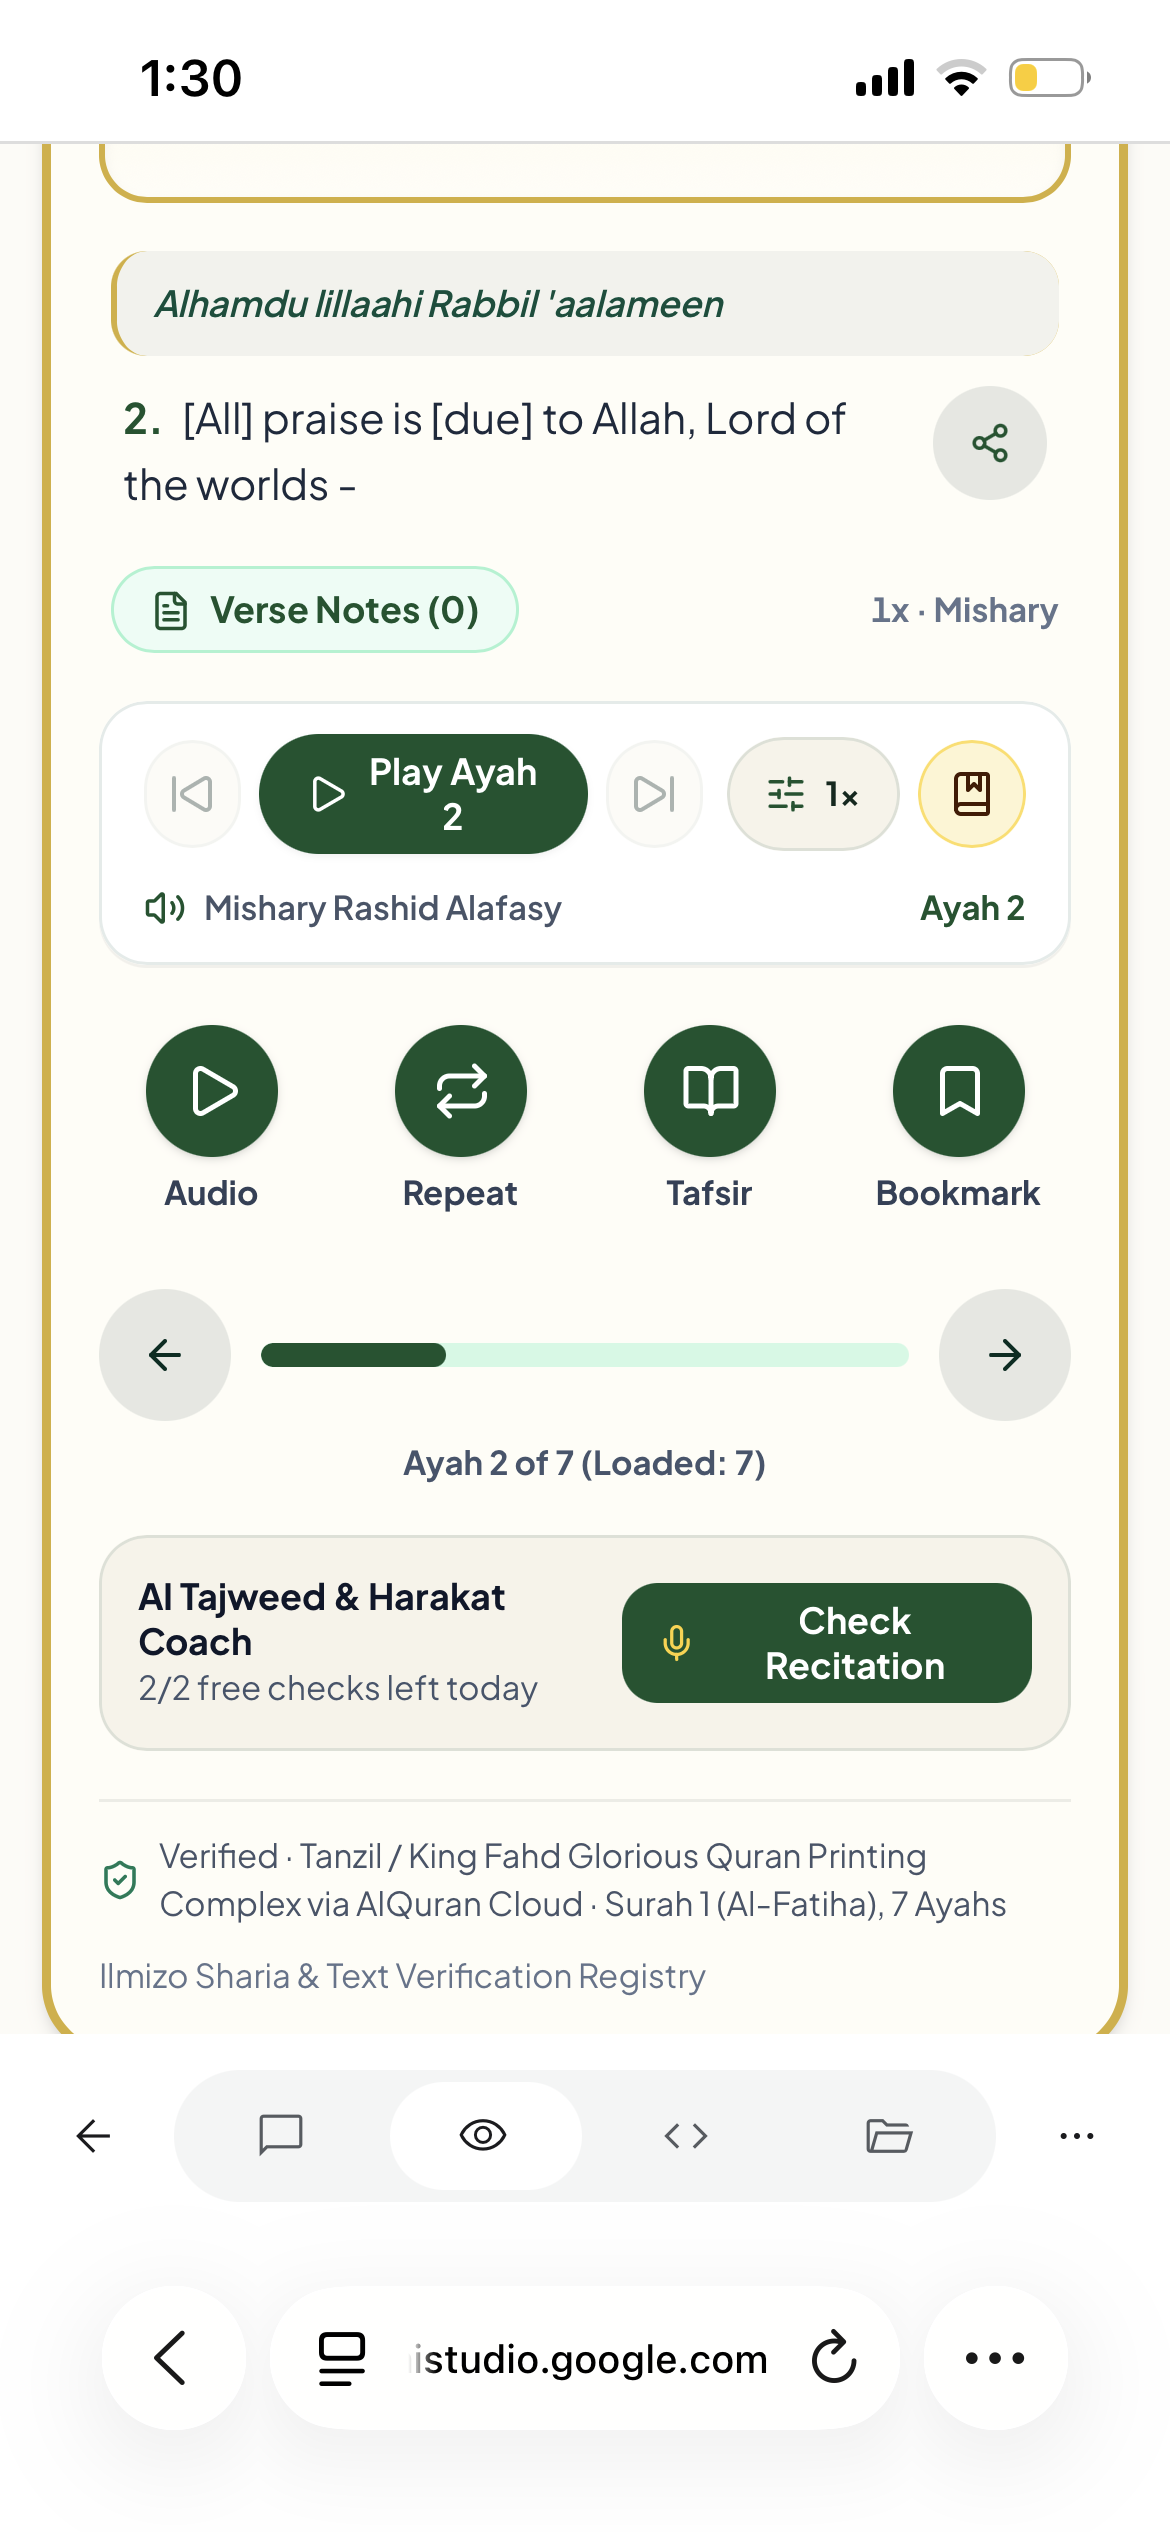 1:30
Alhamdu lillaahi Rabbil 'aalameen
2. [All] praise is [due] to Allah, Lord of
the worlds -
Verse Notes (0)
1x · Mishary
Play Ayah
2
1×
Mishary Rashid Alafasy
Ayah 2
Audio
Repeat
Tafsir
Bookmark
Ayah 2 of 7 (Loaded: 7)
AI Tajweed & Harakat
Coach
2/2 free checks left today
Check
Recitation
Verified · Tanzil / King Fahd Glorious Quran Printing
Complex via AlQuran Cloud · Surah 1 (Al-Fatiha), 7 Ayahs
Ilmizo Sharia & Text Verification Registry
istudio.google.com